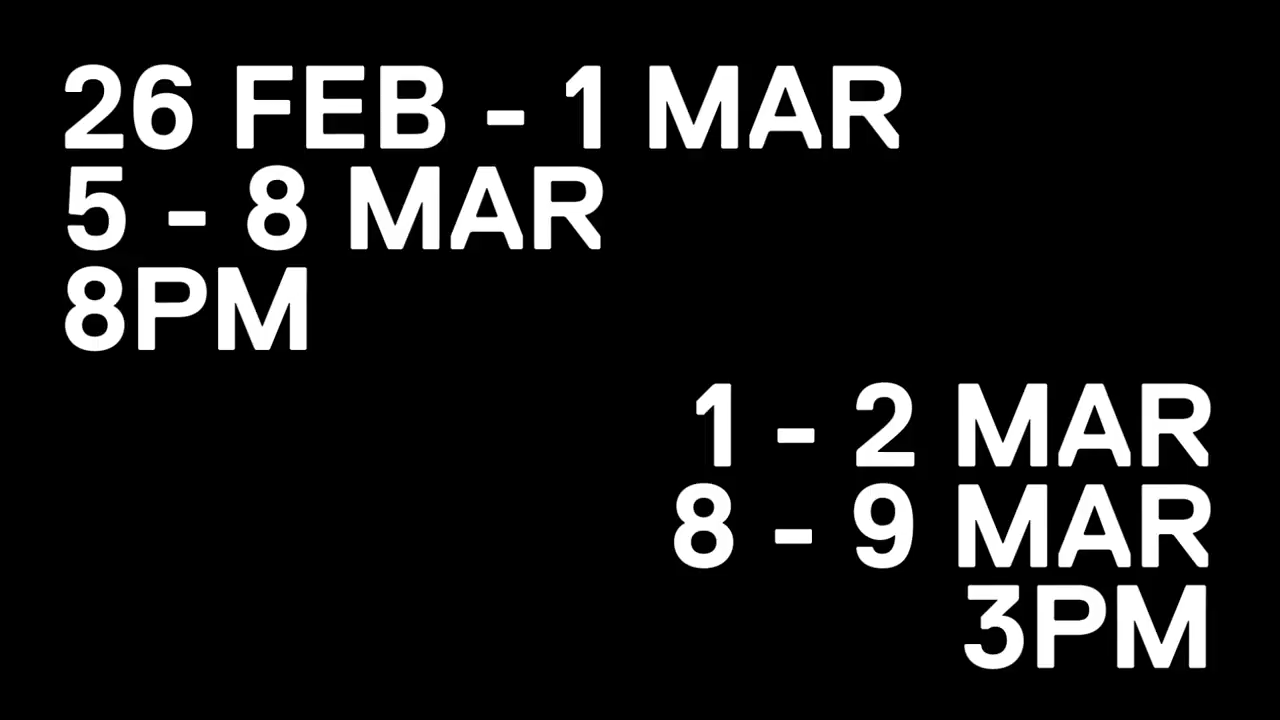 26 FEB - 1 MAR
5 - 8 MAR
8PM
1 - 2 MAR
8 - 9 MAR
3PM